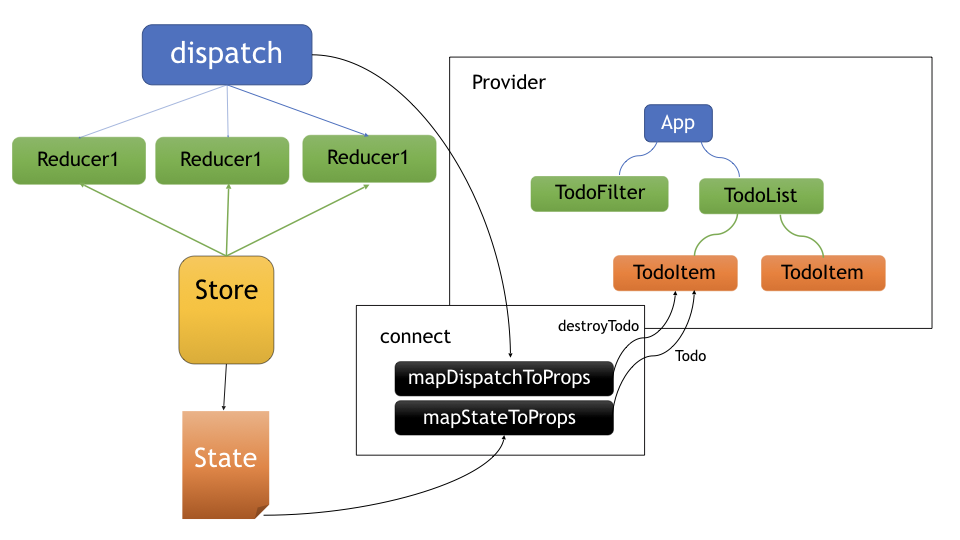 dispatch
Provider
App
Reducer1
Reducer1
Reducer1
TodoFilter
TodoList
TodoItem
TodoItem
Store
destroyTodo
connect
Todo
mapDispatchToProps
mapStateToProps
State